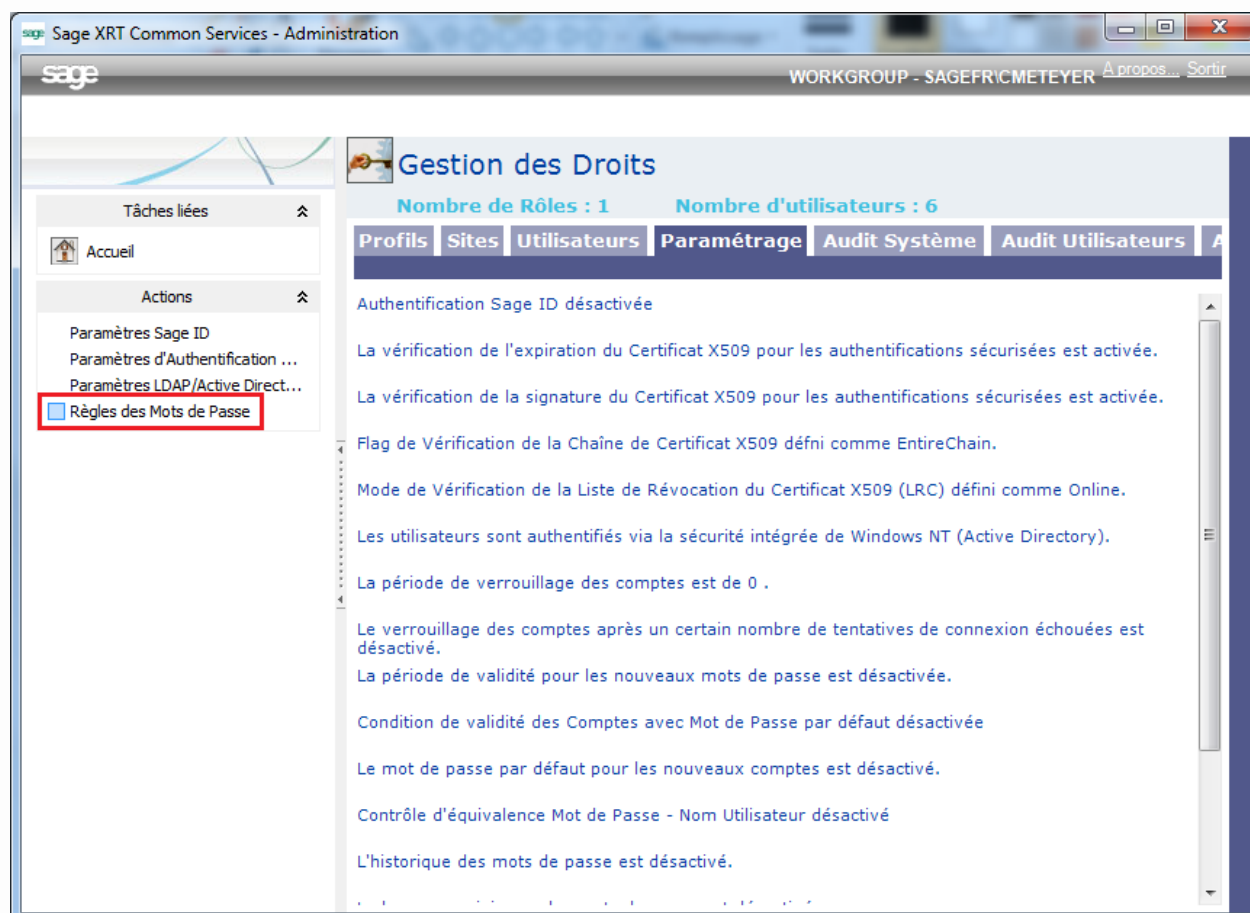 sage Sage XRT Common Services - Administration
sage
WORKGROUP - SAGEFR\CMETEYER A propos... Sortir
Gestion des Droits
Nombre de Rôles : 1 Nombre d'utilisateurs : 6
Profils Sites Utilisateurs Paramétrage Audit Système Audit Utilisateurs A
Tâches liées
Accueil
Actions
Paramètres Sage ID
Paramètres d'Authentification ...
Paramètres LDAP/Active Direct...
Règles des Mots de Passe
Authentification Sage ID désactivée
La vérification de l'expiration du Certificat X509 pour les authentifications sécurisées est activée.
La vérification de la signature du Certificat X509 pour les authentifications sécurisées est activée.
Flag de Vérification de la Chaîne de Certificat X509 défni comme EntireChain.
Mode de Vérification de la Liste de Révocation du Certificat X509 (LRC) défini comme Online.
Les utilisateurs sont authentifiés via la sécurité intégrée de Windows NT (Active Directory).
La période de verrouillage des comptes est de 0 .
Le verrouillage des comptes après un certain nombre de tentatives de connexion échouées est
désactivé.
La période de validité pour les nouveaux mots de passe est désactivée.
Condition de validité des Comptes avec Mot de Passe par défaut désactivée
Le mot de passe par défaut pour les nouveaux comptes est désactivé.
Contrôle d'équivalence Mot de Passe - Nom Utilisateur désactivé
L'historique des mots de passe est désactivé.